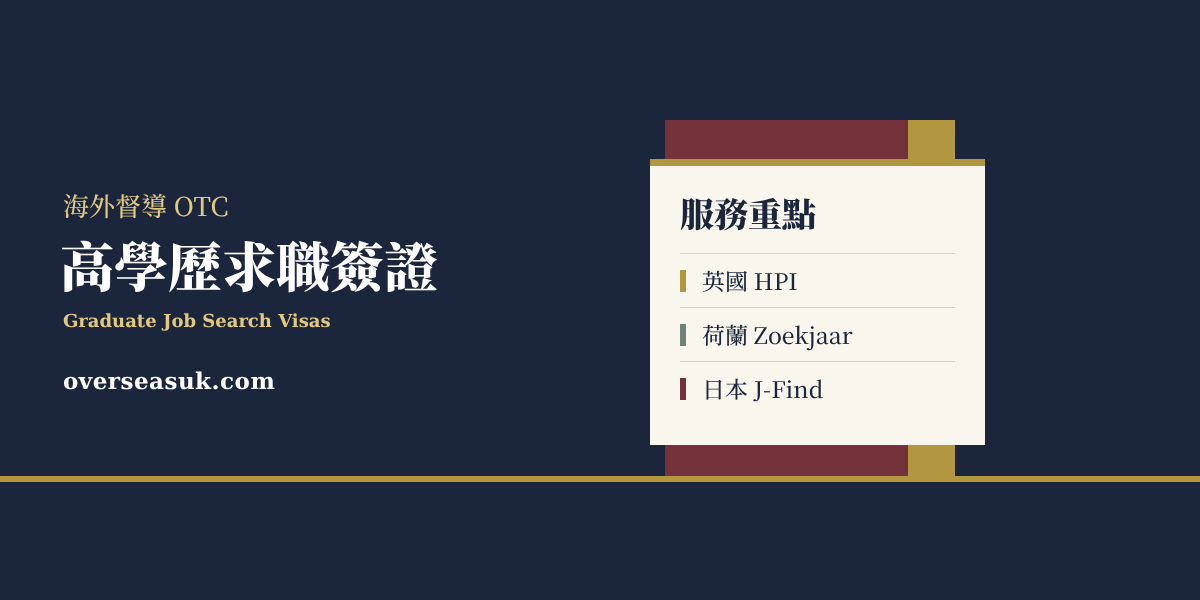 海外督導 OTC
高學歷求職簽證
Graduate Job Search Visas
overseasuk.com
服務重點
英國 HPI
荷蘭 Zoekjaar
日本 J-Find